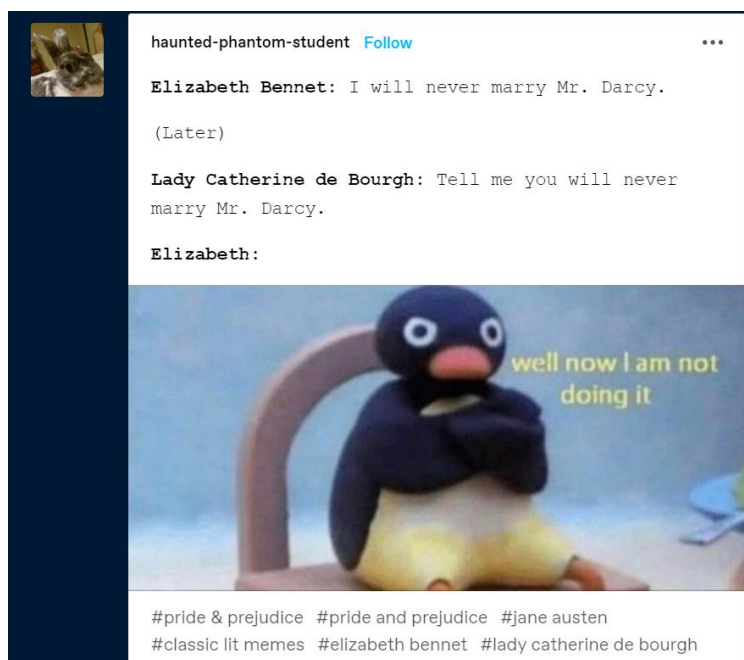 haunted-phantom-student Follow
Elizabeth Bennet: I will never marry Mr. Darcy.
(Later)
Lady Catherine de Bourgh: Tell me you will never
marry Mr. Darcy.
Elizabeth:
well now I am not
doing it
#pride & prejudice #pride and prejudice #jane austen
#classic lit memes #elizabeth bennet #lady catherine de bourgh